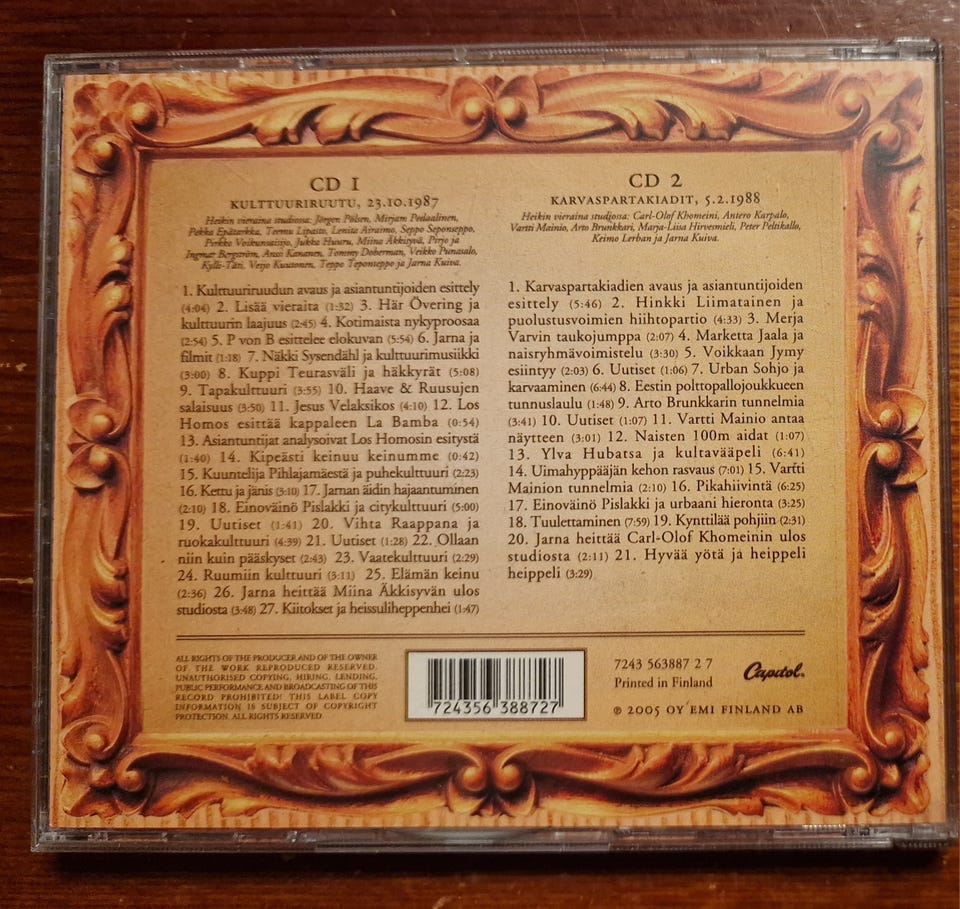 CD 1
KULTTUURIRUUTU, 23.10.1987
Heikin vieraina studiossa: Jörgen Pölsen, Mirjam Peelaalinen,
Pekka Epätarkka, Teemu Lipasto, Lenita Airaimo, Seppo Seponseppo,
Pirkko Voikunsatsijo, Jukka Huuru, Miina Äkkisyvä, Pirjo ja
Ingmar Bergström, Anssi Kananen, Tommy Doberman, Veikko Punasalo,
Kylli-Täti, Veijo Kuutonen, Teppo Teponteppo ja Jarna Kuiva.
1. Kulttuuriruudun avaus ja asiantuntijoiden esittely
(4:04) 2. Lisää vieraita (1:32) 3. Här Övering ja
kulttuurin laajuus (2:45) 4. Kotimaista nykyproosaa
(2:54) 5. P von B esittelee elokuvan (5:54) 6. Jarna ja
filmit (1:18) 7. Näkki Sysendähl ja kulttuurimusiikki
(3:00) 8. Kuppi Teurasväli ja häkkyrät (5:08)
9. Tapakulttuuri (3:55) 10. Haave & Ruusujen
salaisuus (3:50) 11. Jesus Velaksikos (4:10) 12. Los
Homos esittää kappaleen La Bamba (0:54)
13. Asiantuntijat analysoivat Los Homosin esitystä
(1:40) 14. Kipeästi keinuu keinumme (0:42)
15. Kuuntelija Pihlajamäestä ja puhekulttuuri (2:23)
16. Kettu ja jänis (3:10) 17. Jarnan äidin hajaantuminen
(2:10) 18. Einoväinö Pislakki ja citykulttuuri (5:00)
19. Uutiset (1:41) 20. Vihta Raappana ja
ruokakulttuuri (4:39) 21. Uutiset (1:28) 22. Ollaan
niin kuin pääskyset (2:43) 23. Vaatekulttuuri (2:29)
24. Ruumiin kulttuuri (3:11) 25. Elämän keinu
(2:36) 26. Jarna heittää Miina Äkkisyvän ulos
studiosta (3:48) 27. Kiitokset ja heissuliheppenhei (1:47)
CD 2
KARVASPARTAKIADIT, 5.2.1988
Heikin vieraina studiossa: Carl-Olof Khomeini, Antero Karpalo,
Vartti Mainio, Arto Brunkkari, Marja-Liisa Hirvesmieli, Peter Peltikallo,
Keimo Lerban ja Jarna Kuiva.
1. Karvaspartakiadien avaus ja asiantuntijoiden
esittely (5:46) 2. Hinkki Liimatainen ja
puolustusvoimien hiihtopartio (4:33) 3. Merja
Varvin taukojumppa (2:07) 4. Marketta Jaala ja
naisryhmävoimistelu (3:30) 5. Voikkaan Jymy
esiintyy (2:03) 6. Uutiset (1:06) 7. Urban Sohjo ja
karvaaminen (6:44) 8. Eestin polttopallojoukkueen
tunnuslaulu (1:48) 9. Arto Brunkkarin tunnelmia
(3:41) 10. Uutiset (1:07) 11. Vartti Mainio antaa
näytteen (3:01) 12. Naisten 100m aidat (1:07)
13. Ylva Hubatsa ja kultavääpeli (6:41)
14. Uimahyppääjän kehon rasvaus (7:01) 15. Vartti
Mainion tunnelmia (2:10) 16. Pikahiivintä (6:25)
17. Einoväinö Pislakki ja urbaani hieronta (3:25)
18. Tuulettaminen (7:59) 19. Kynttilää pohjiin (2:31)
20. Jarna heittää Carl-Olof Khomeinin ulos
studiosta (2:11) 21. Hyvää yötä ja heippeli
heippeli (3:29)
ALL RIGHTS OF THE PRODUCER AND OF THE OWNER
OF THE WORK REPRODUCED RESERVED.
UNAUTHORISED COPYING, HIRING, LENDING,
PUBLIC PERFORMANCE AND BROADCASTING OF THIS
RECORD PROHIBITED! THIS LABEL COPY
INFORMATION IS SUBJECT OF COPYRIGHT
PROTECTION. ALL RIGHTS RESERVED
7 24356 38872 7
7243 563887 2 7
Printed in Finland
Capitol
℗ 2005 OY EMI FINLAND AB